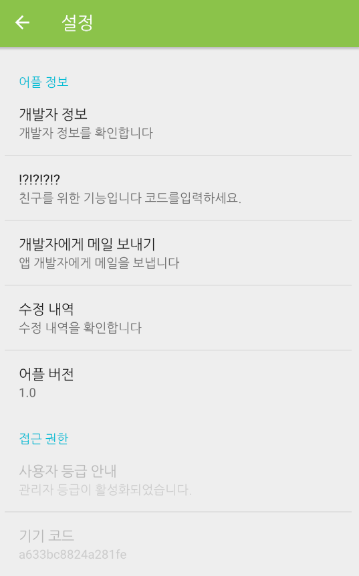 설정
어플 정보
개발자 정보
개발자 정보를 확인합니다
!?!?!?!?
친구를 위한 기능입니다 코드를입력하세요.
개발자에게 메일 보내기
앱 개발자에게 메일을 보냅니다
수정 내역
수정 내역을 확인합니다
어플 버전
1.0
접근 권한
사용자 등급 안내
관리자 등급이 활성화되었습니다.
기기 코드
a633bc8824a281fe